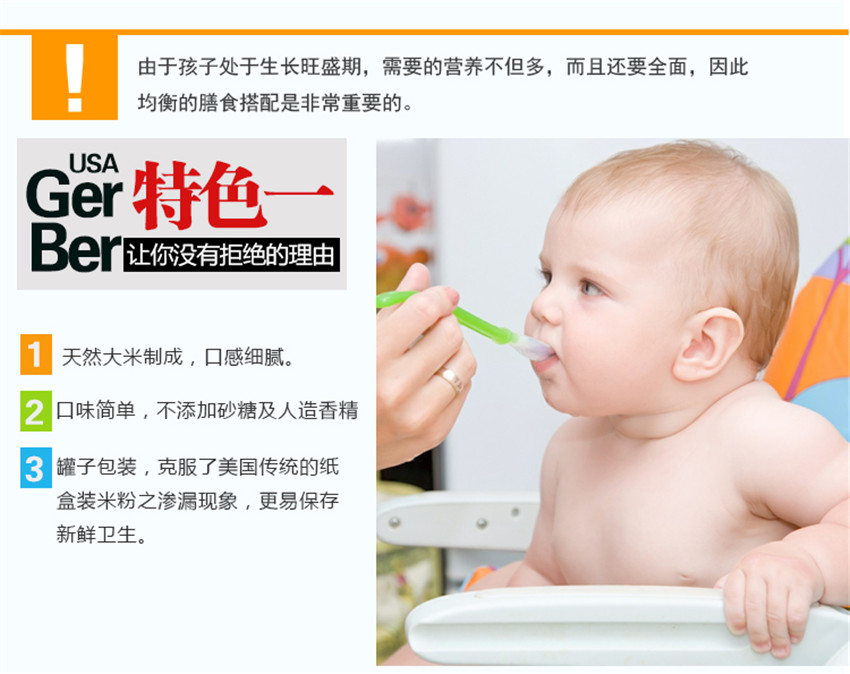 !
由于孩子处于生长旺盛期，需要的营养不但多，而且还要全面，因此
均衡的膳食搭配是非常重要的。
USA
Ger
Ber
特色一
让你没有拒绝的理由
1 天然大米制成，口感细腻。
2 口味简单，不添加砂糖及人造香精
3 罐子包装，克服了美国传统的纸
盒装米粉之渗漏现象，更易保存
新鲜卫生。